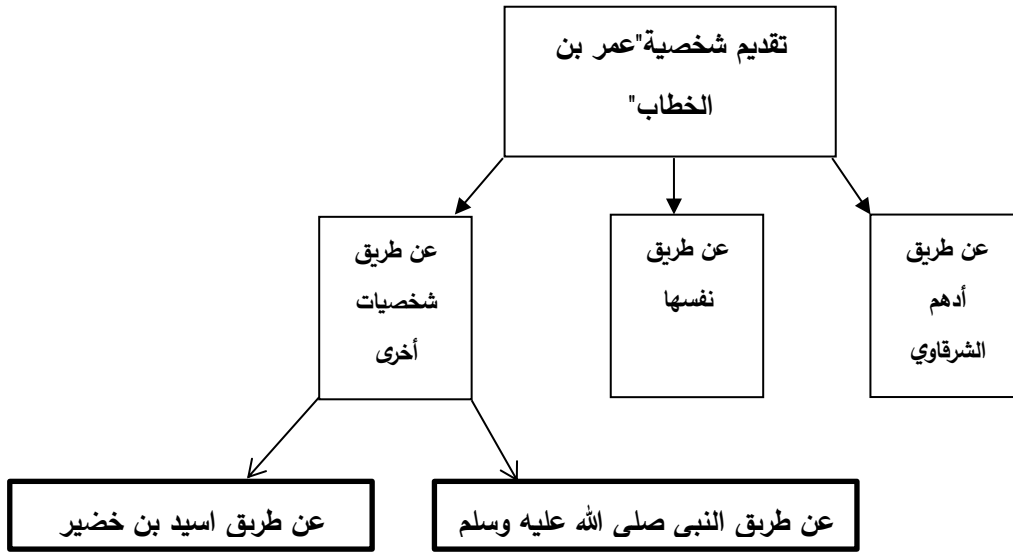 تقديم شخصية"عمر بن
الخطاب"
عن طريق
أدهم
الشرقاوي
عن طريق
نفسها
عن طريق
شخصيات
أخرى
عن طريق النبي صلى الله عليه وسلم
عن طريق اسيد بن خضير